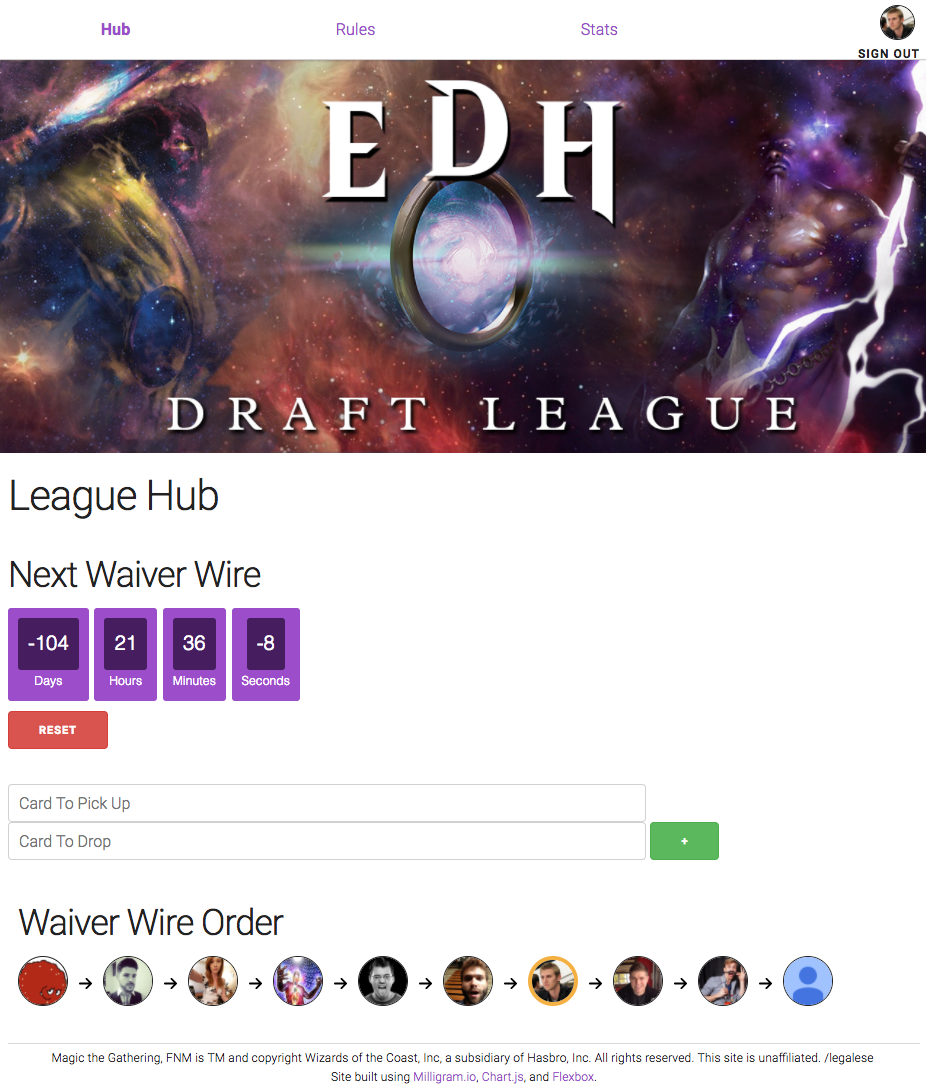 Hub Rules Stats
SIGN OUT
EDH
DRAFT LEAGUE
League Hub
Next Waiver Wire
-104 21 36 -8
Days Hours Minutes Seconds
RESET
Card To Pick Up
Card To Drop
+
Waiver Wire Order
Magic the Gathering, FNM is TM and copyright Wizards of the Coast, Inc, a subsidiary of Hasbro, Inc. All rights reserved. This site is unaffiliated. /legalese
Site built using Milligram.io, Chart.js, and Flexbox.